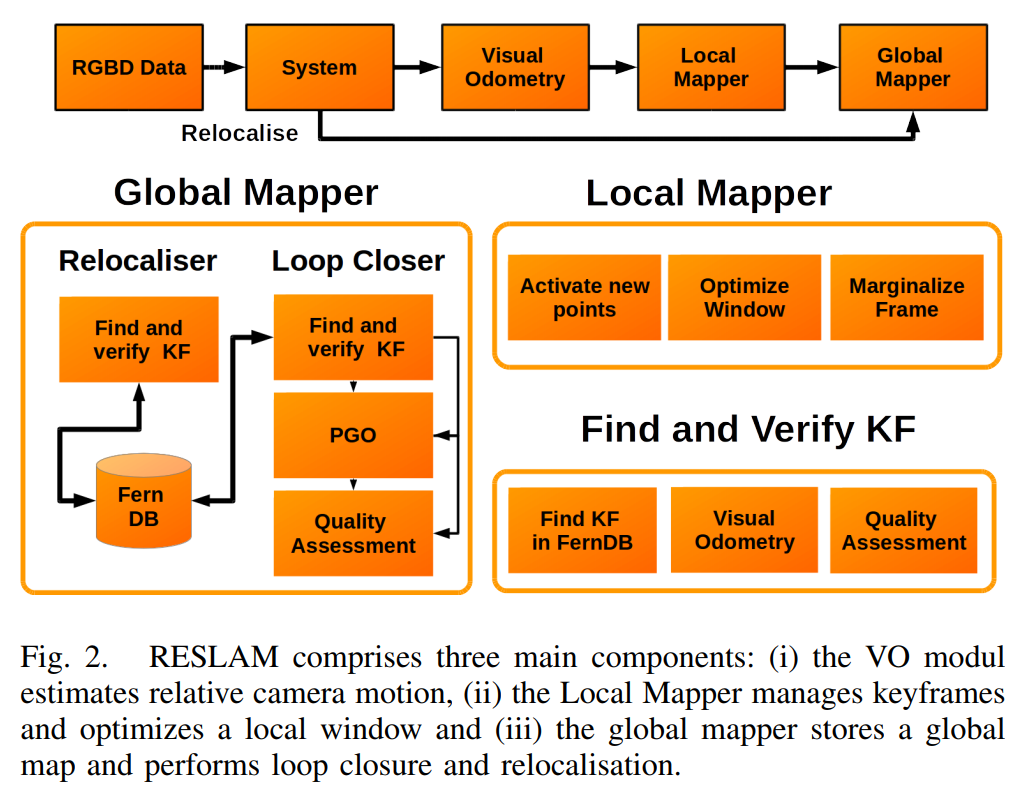 RGBD Data
System
Visual
Odometry
Local
Mapper
Global
Mapper
Relocalise
Global Mapper
Relocaliser
Loop Closer
Find and
verify KF
Find and
verify KF
PGO
Fern
DB
Quality
Assessment
Local Mapper
Activate new
points
Optimize
Window
Marginalize
Frame
Find and Verify KF
Find KF
in FernDB
Visual
Odometry
Quality
Assessment
Fig. 2. RESLAM comprises three main components: (i) the VO modul
estimates relative camera motion, (ii) the Local Mapper manages keyframes
and optimizes a local window and (iii) the global mapper stores a global
map and performs loop closure and relocalisation.